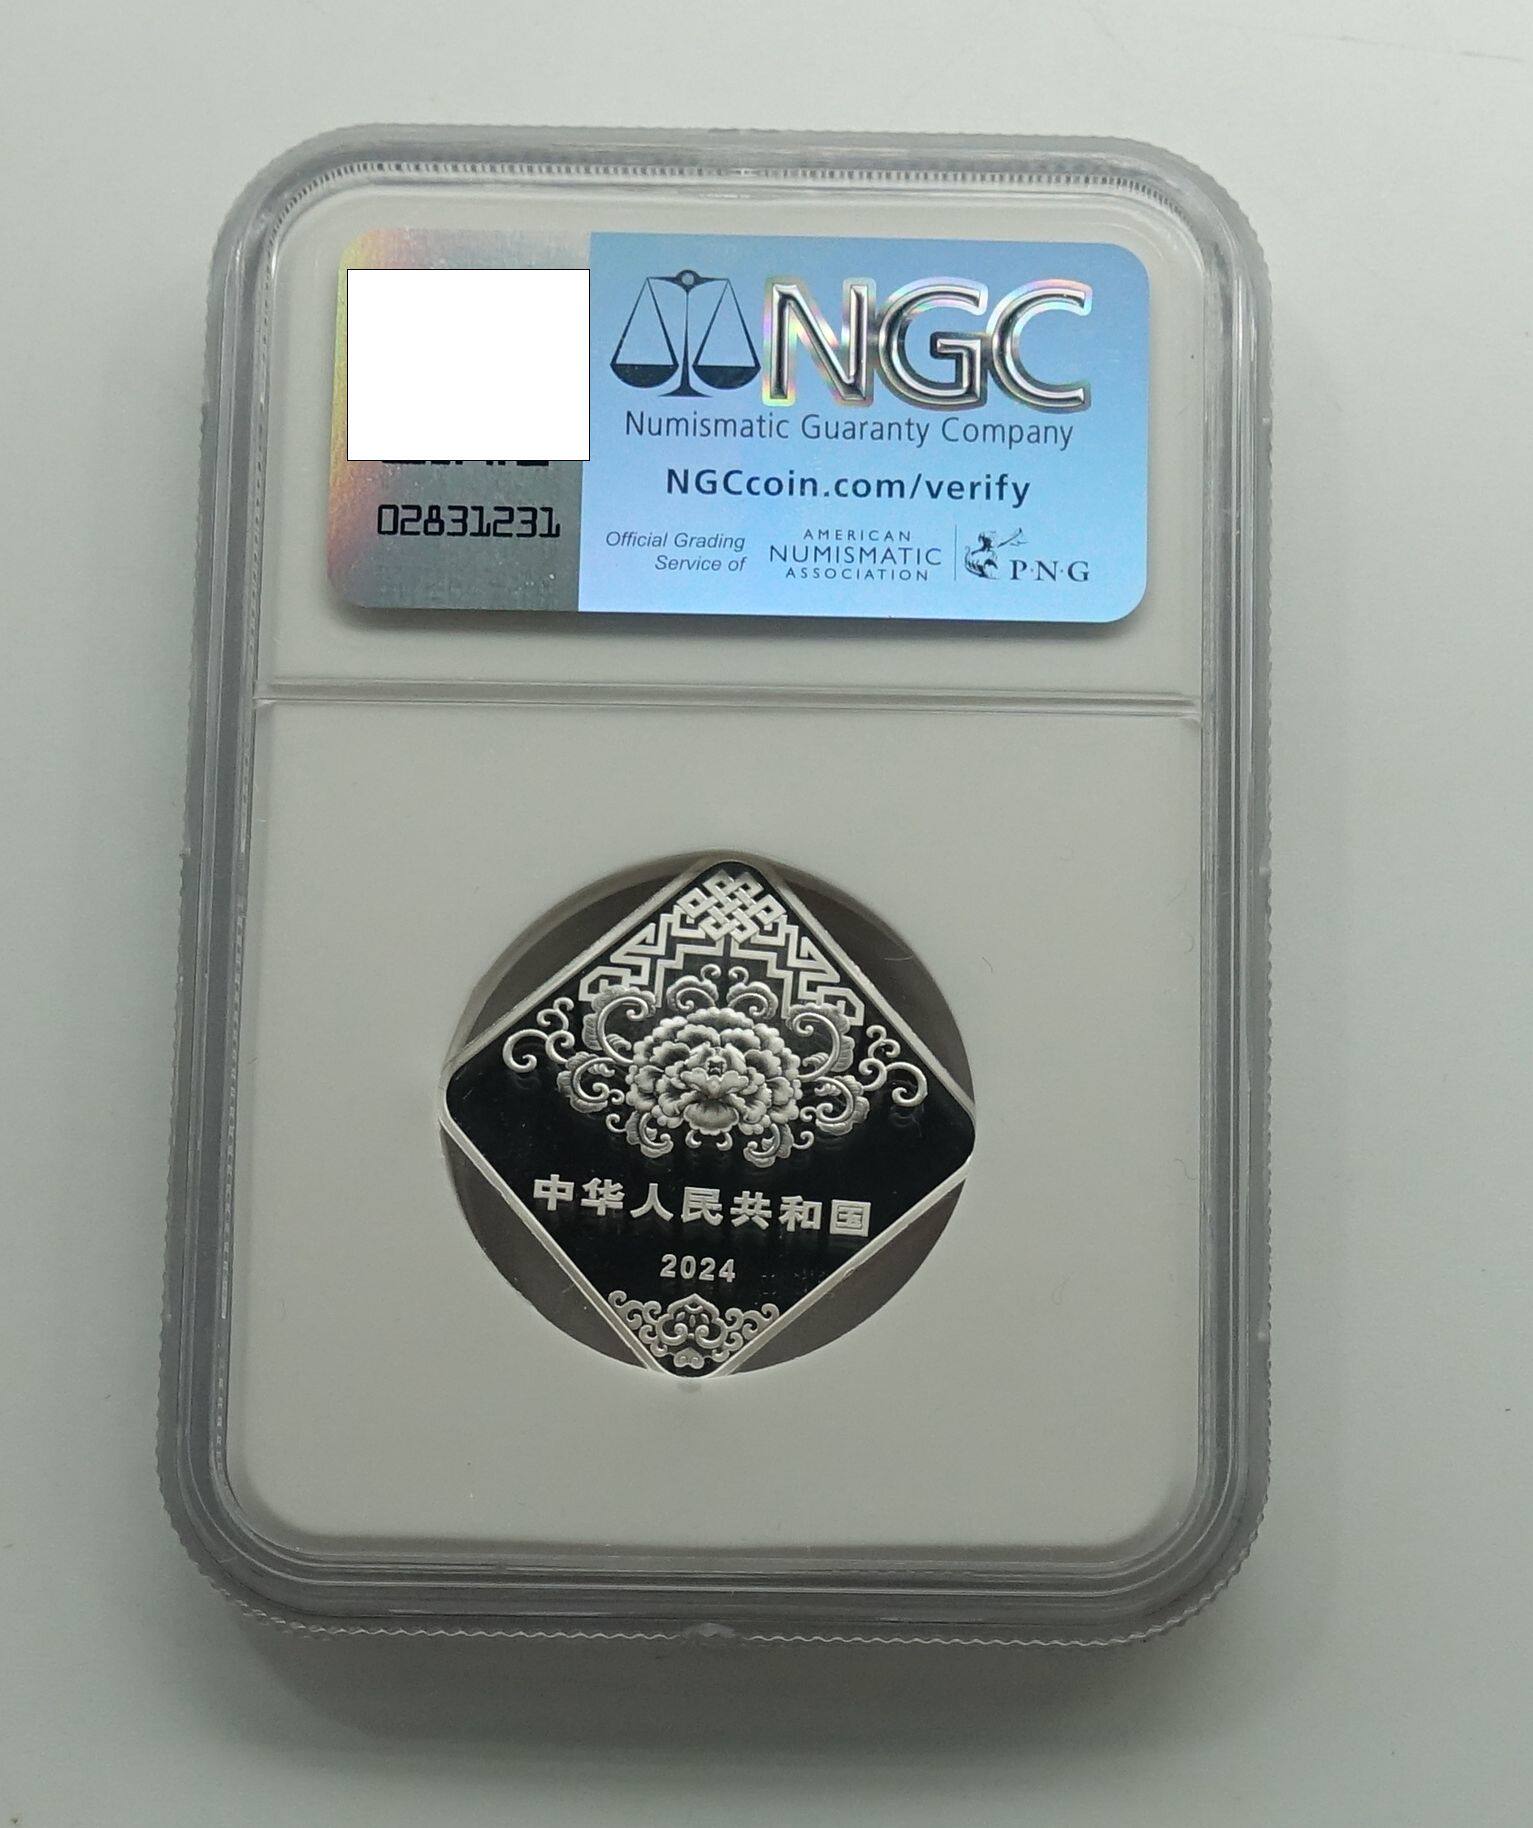 NGC
Numismatic Guaranty Company
NGCcoin.com/verify
02831231
Official Grading
Service of
AMERICAN
NUMISMATIC
ASSOCIATION
P·N·G
中华人民共和国
2024